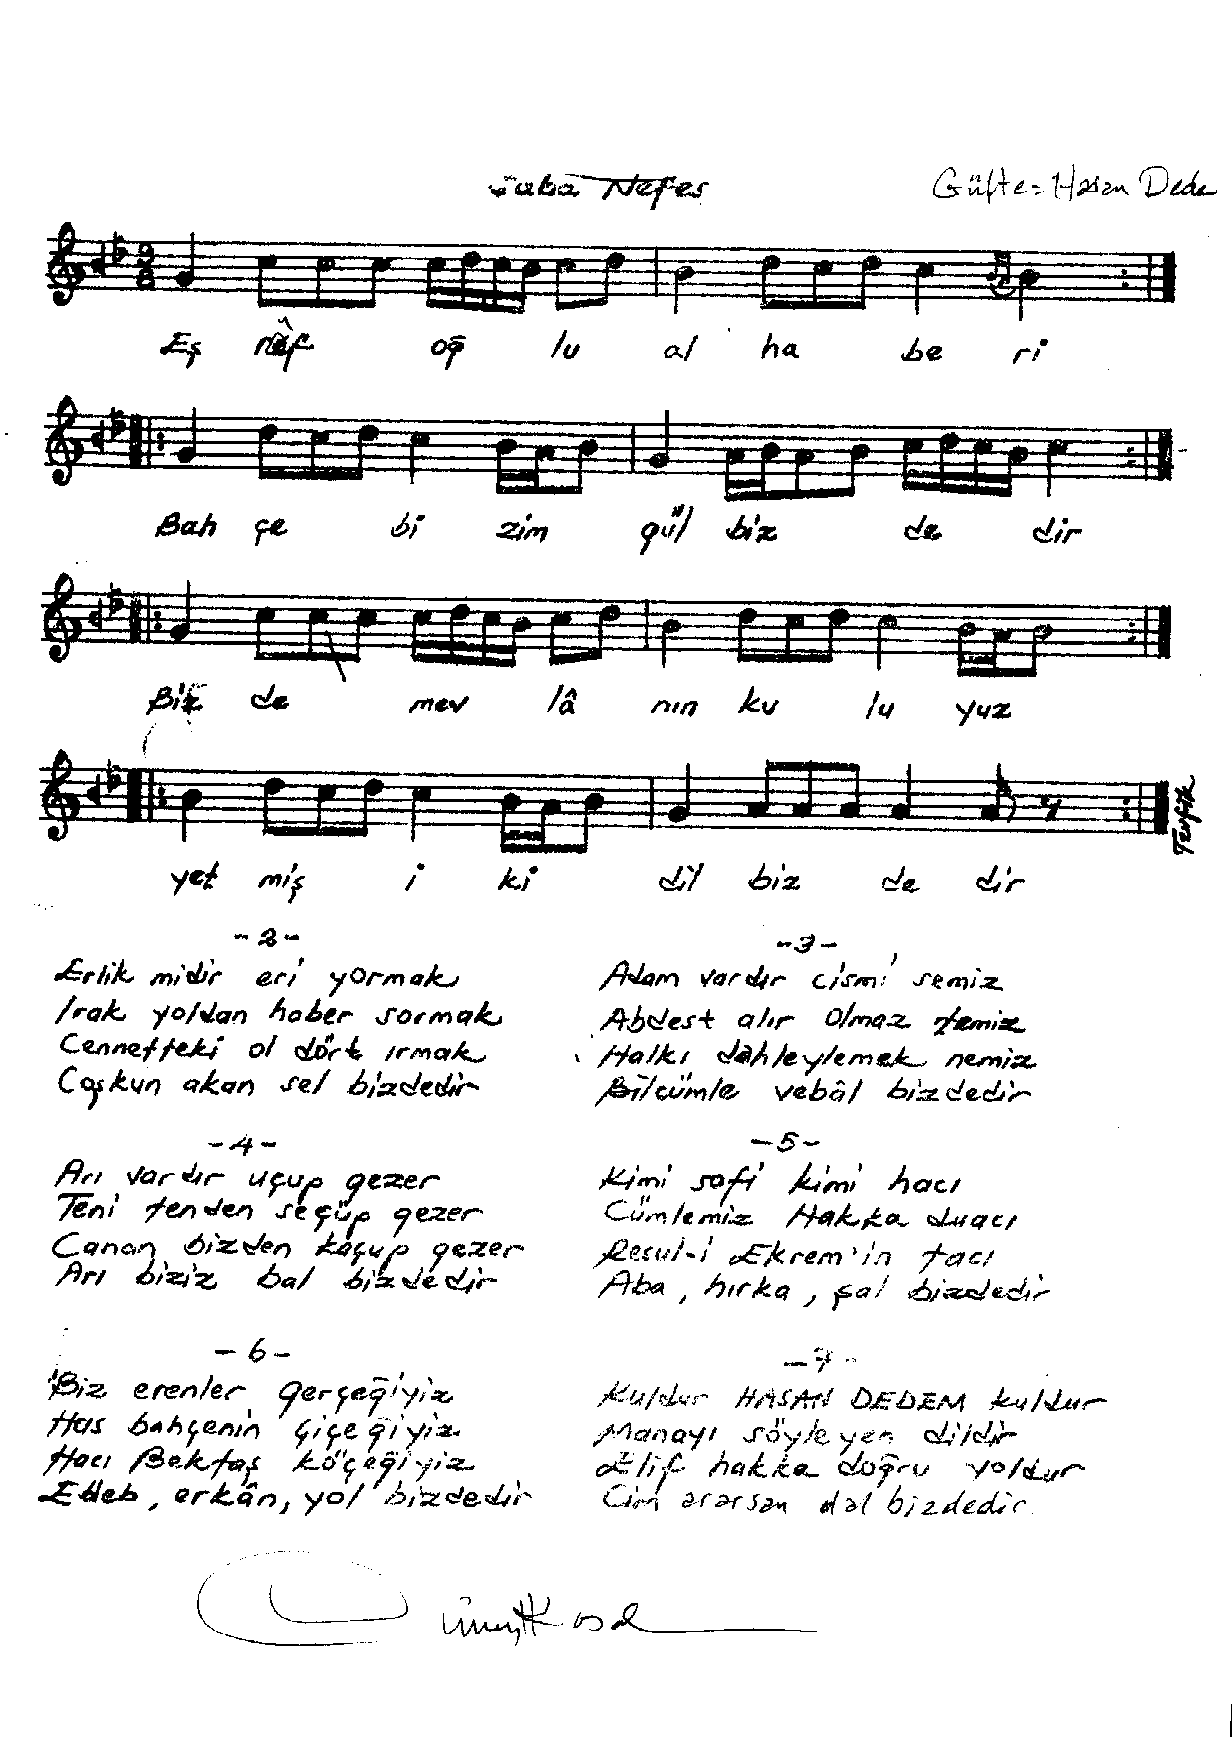 Saba Nefes
Güfte = Hasan Dede
9
8
Eş ref oğ lu al ha be ri
Bah çe bi zim gül biz de dir
Biz de mev lâ nın ku lu yuz
yet miş i ki dil biz de dir
Tevfik
-2-
Erlik midir eri yormak
Irak yoldan haber sormak
Cennetteki ol dört ırmak
Coşkun akan sel bizdedir
-3-
Adam vardır cismi semiz
Abdest alır olmaz temiz
Halkı dahleylemek nemiz
Bilcümle vebâl bizdedir
-4-
Arı vardır uçup gezer
Teni tenden seçüp gezer
Canan bizden kaçup gezer
Arı biziz bal bizdedir
-5-
Kimi sofi kimi hacı
Cümlemiz Hakka duacı
Resul-i Ekrem'in tacı
Aba, hırka, şal bizdedir
-6-
Biz erenler gerçeğiyiz
Has bahçenin çiçeğiyiz
Hacı Bektaş köçeğiyiz
Edeb, erkân, yol bizdedir
-7-
Kuldur HASAN DEDEM kuldur
Manayı söyleyen dildir
Elif hakka doğru yoldur
Cim ararsan dal bizdedir